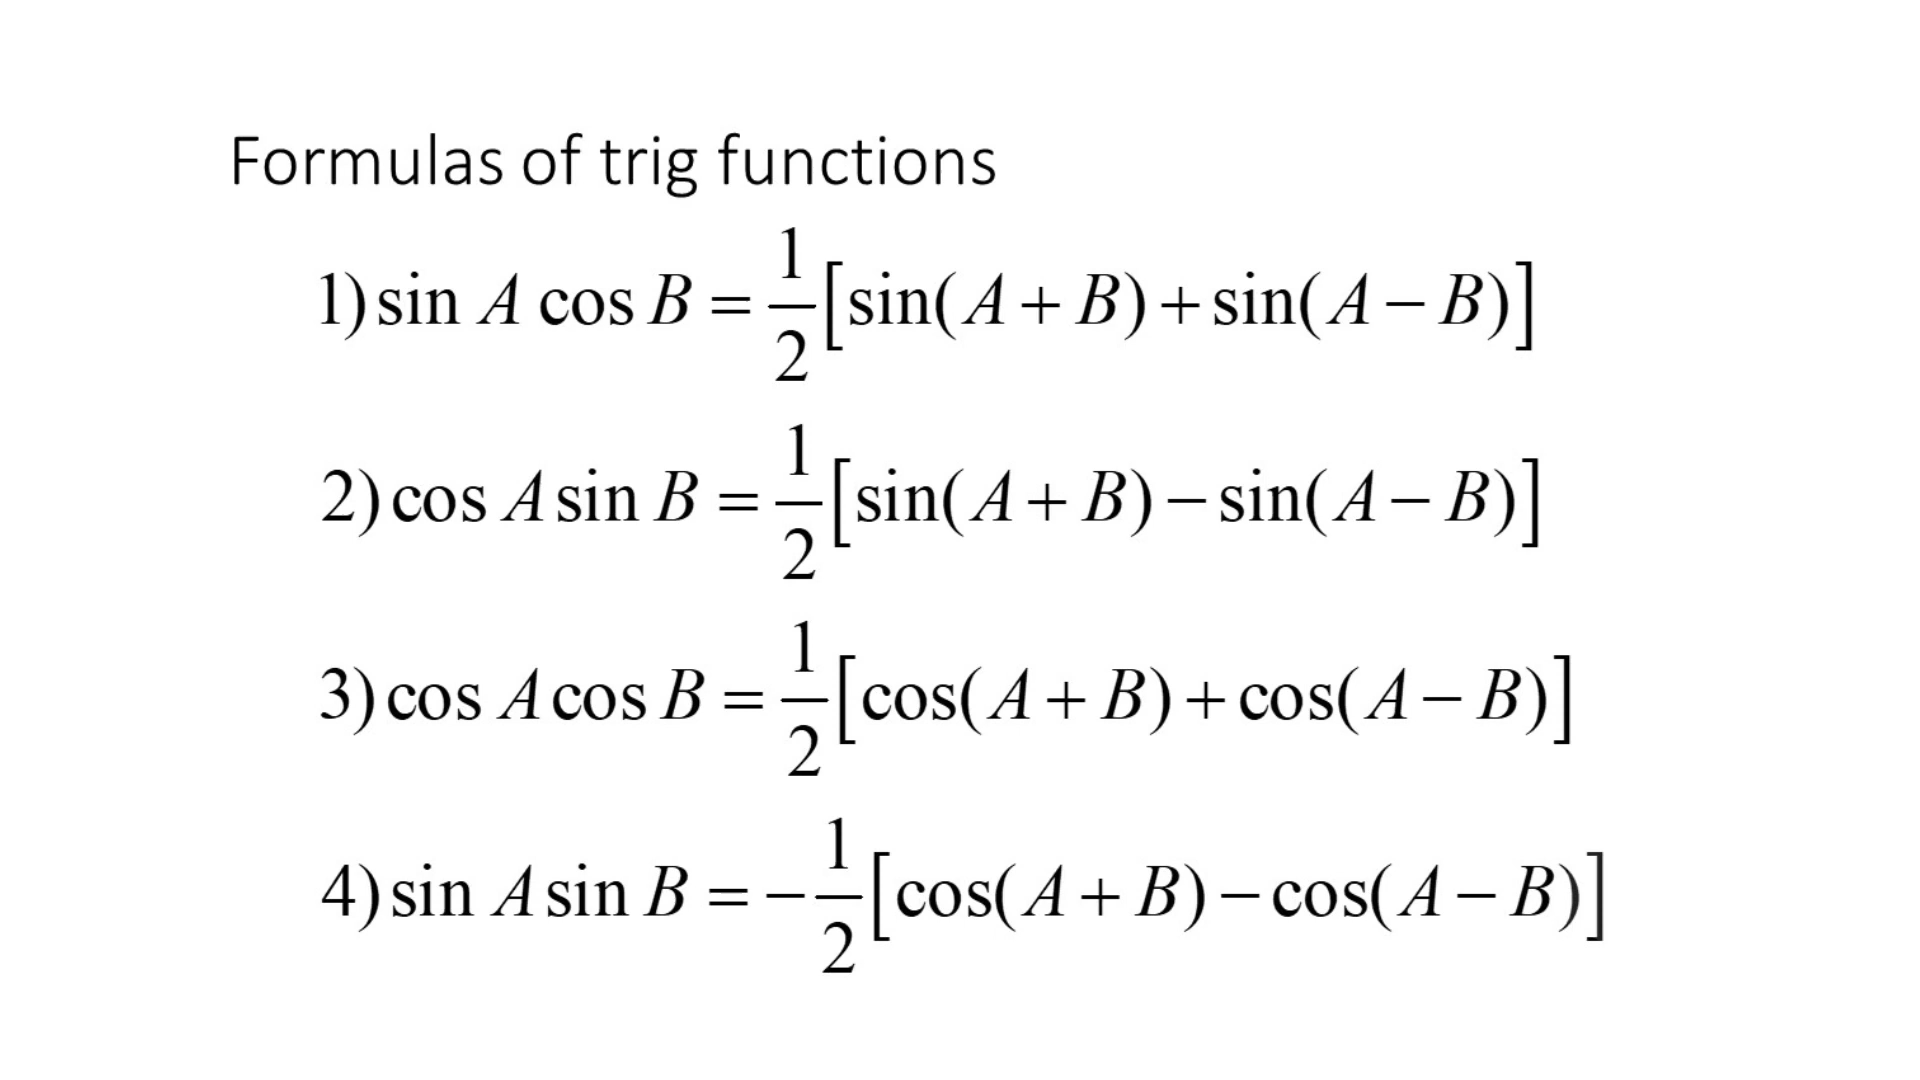 Formulas of trig functions
1) sin A cos B = 1/2 [sin(A + B) + sin(A − B)]
2) cos A sin B = 1/2 [sin(A + B) − sin(A − B)]
3) cos A cos B = 1/2 [cos(A + B) + cos(A − B)]
4) sin A sin B = − 1/2 [cos(A + B) − cos(A − B)]